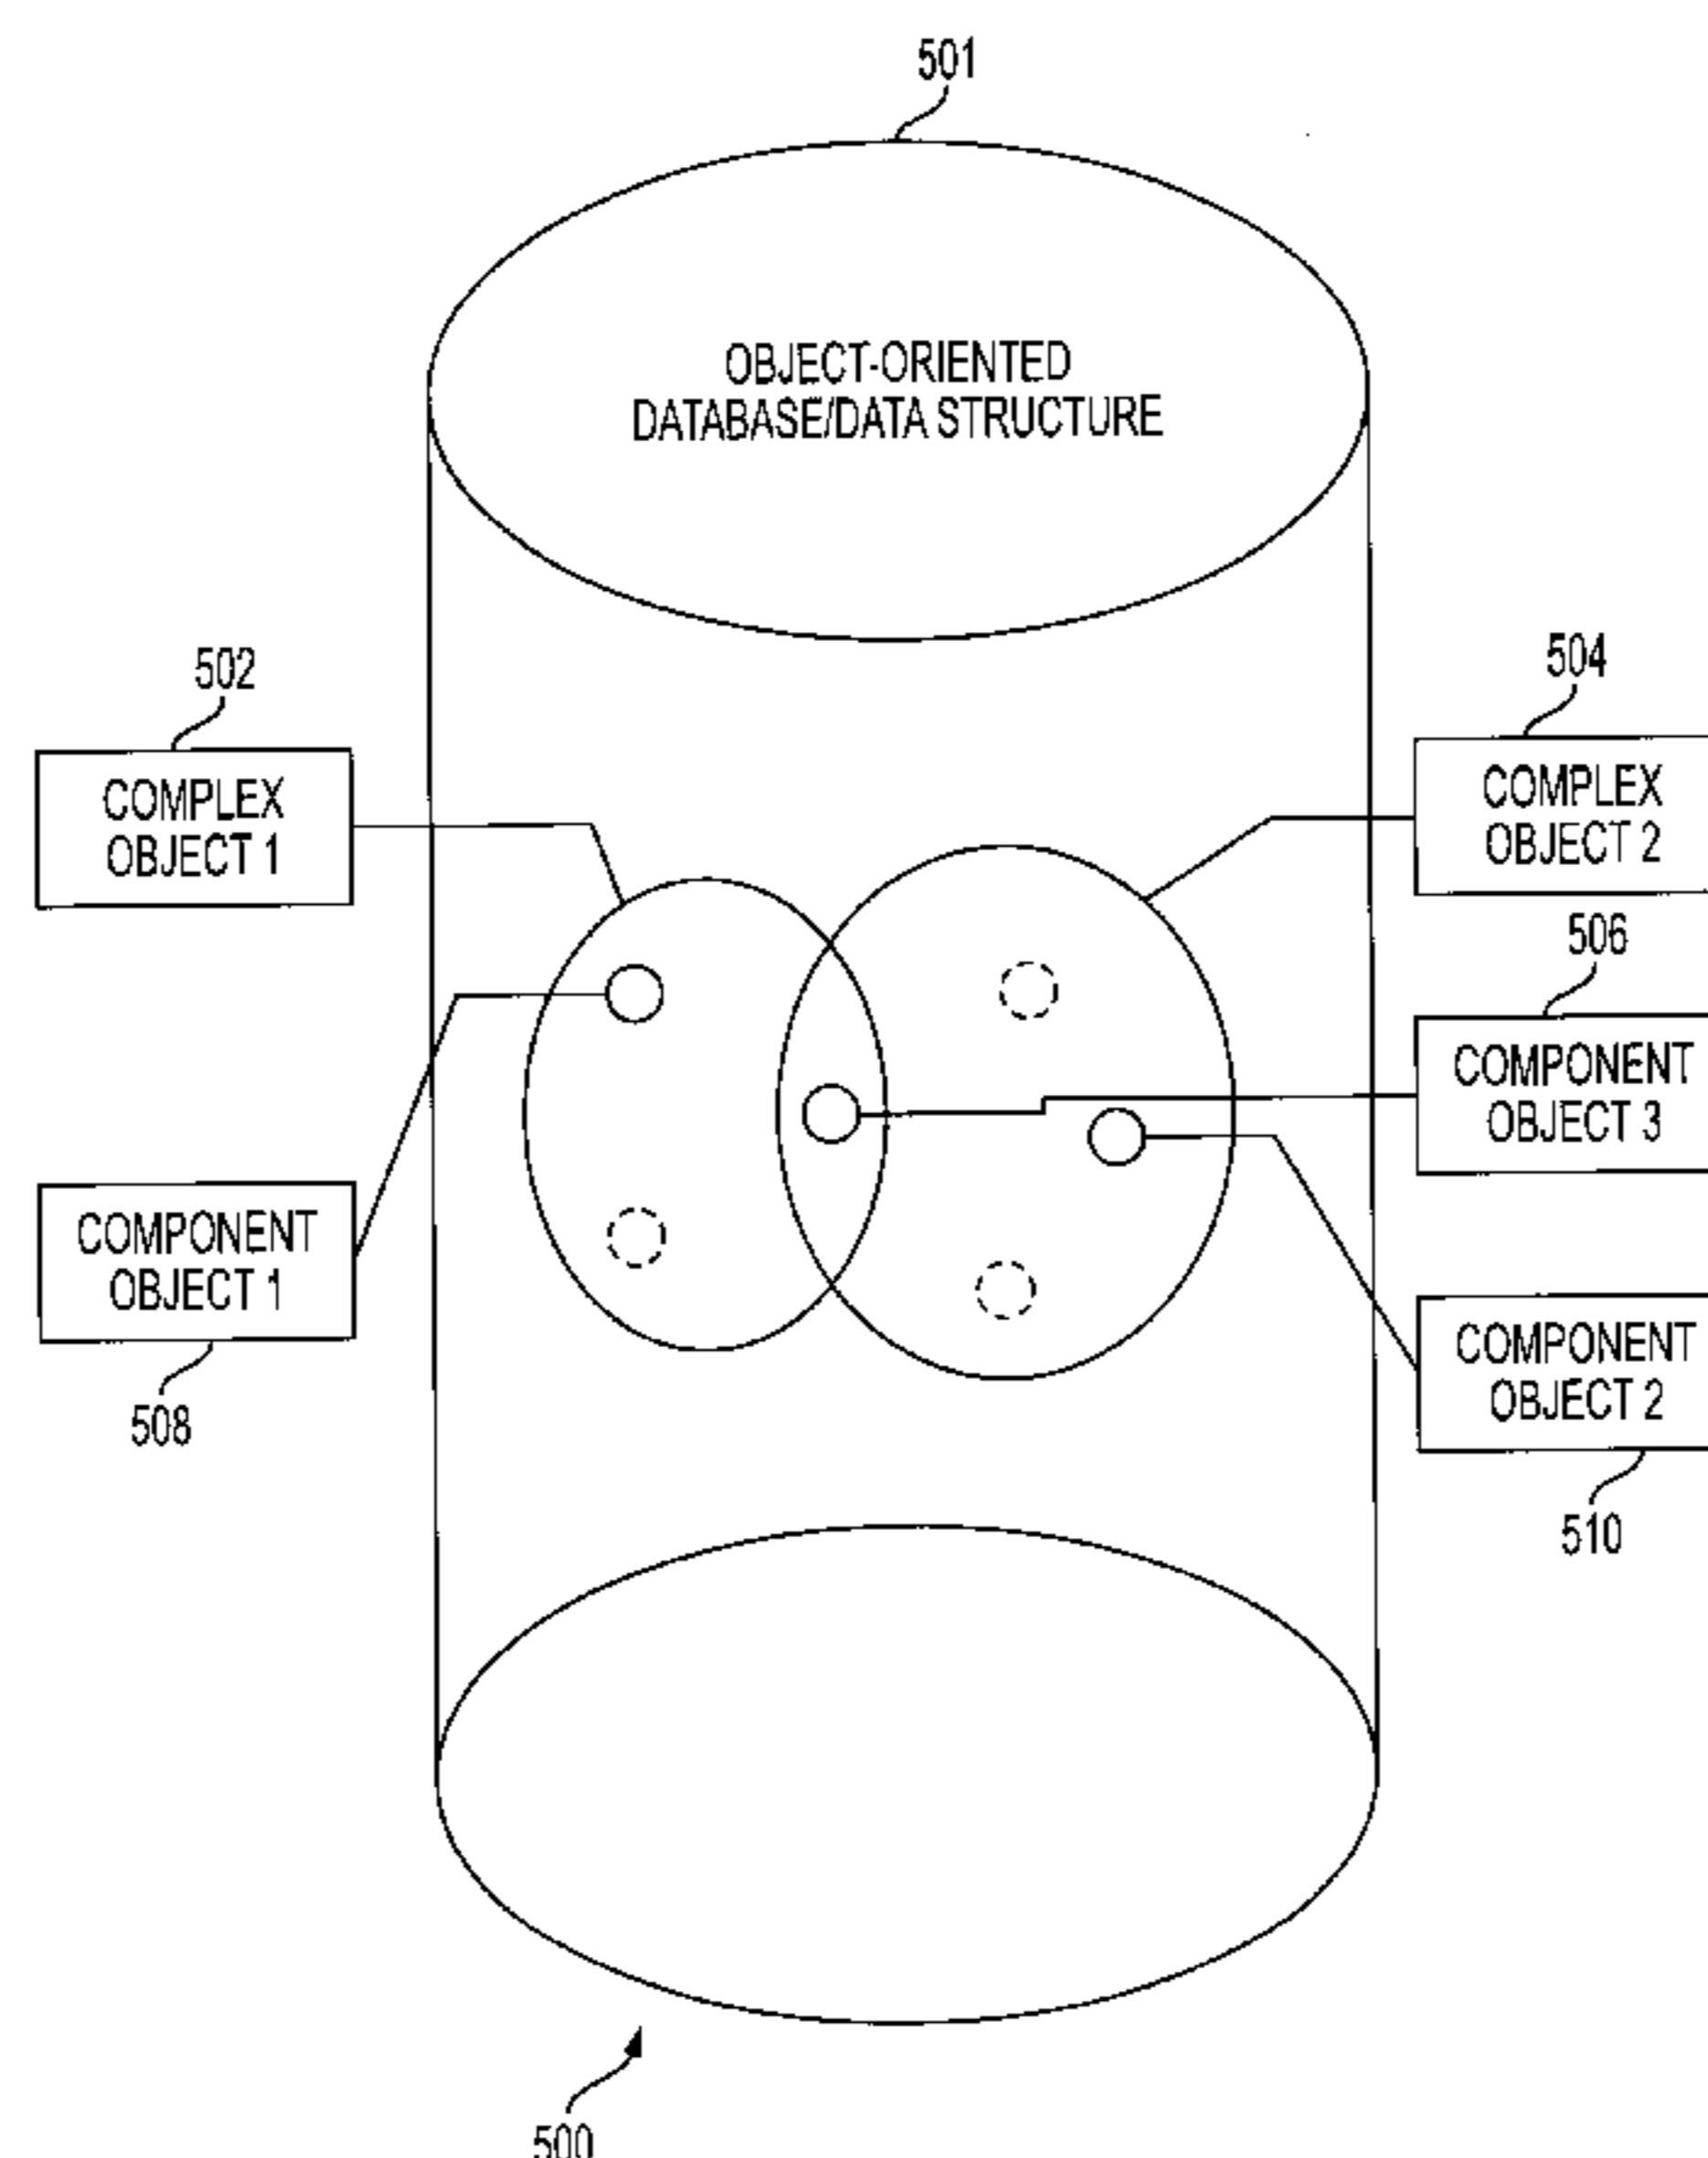 501
OBJECT-ORIENTED
DATABASE/DATA STRUCTURE
502
COMPLEX
OBJECT 1
504
COMPLEX
OBJECT 2
506
COMPONENT
OBJECT 3
COMPONENT
OBJECT 1
508
COMPONENT
OBJECT 2
510
500